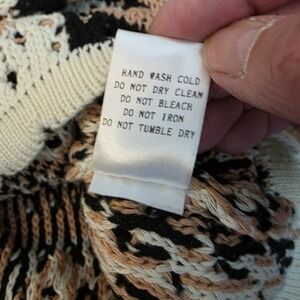 HAND WASH COLD
DO NOT DRY CLEAN
DO NOT BLEACH
DO NOT IRON
DO NOT TUMBLE DRY